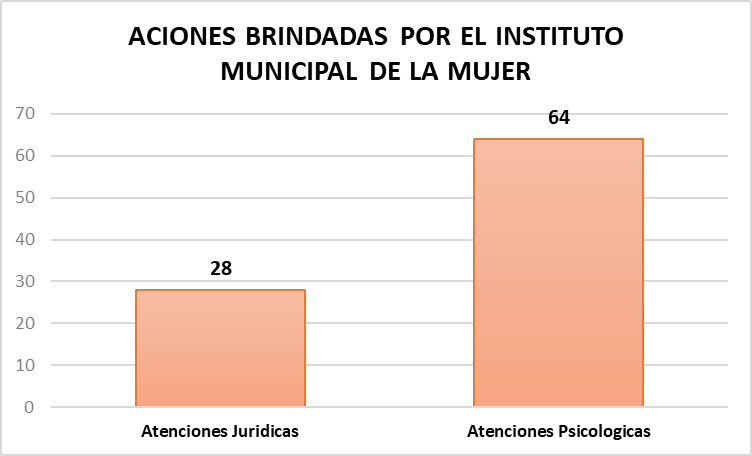 ACIONES BRINDADAS POR EL INSTITUTO
MUNICIPAL DE LA MUJER
70
60
50
40
30
20
10
0
28
64
Atenciones Juridicas
Atenciones Psicologicas